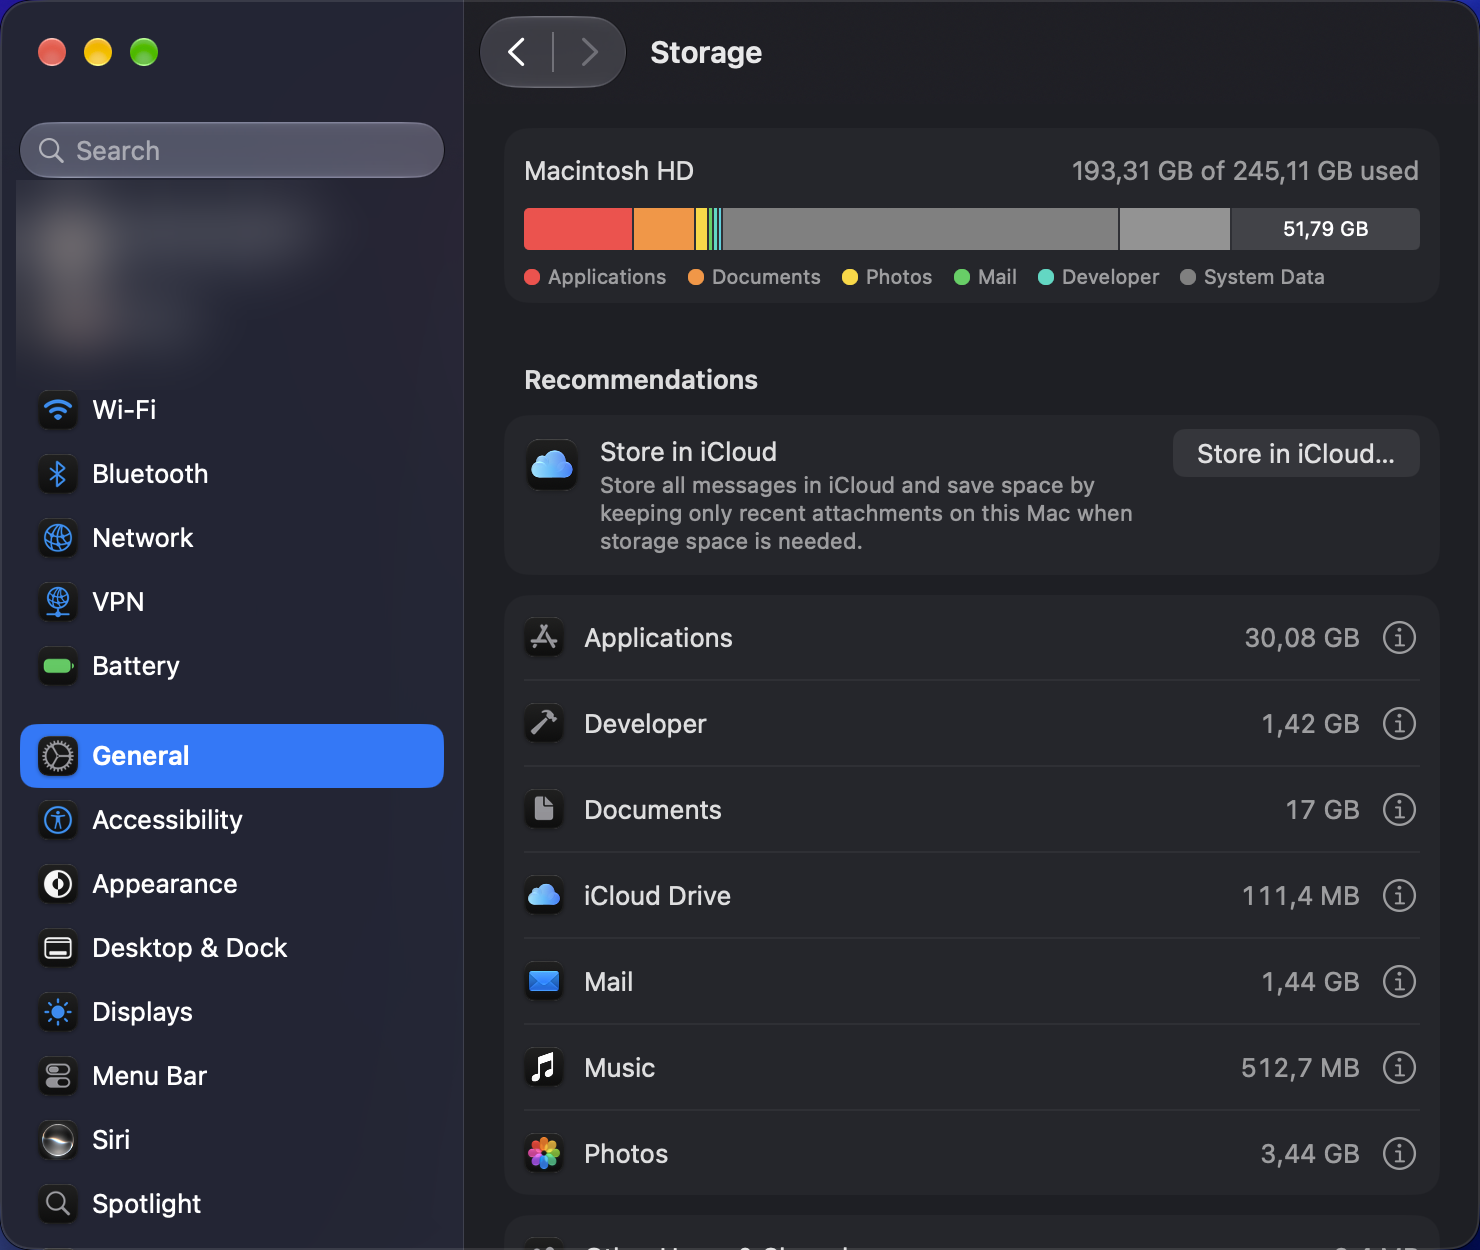 Search
Wi-Fi
Bluetooth
Network
VPN
Battery
General
Accessibility
Appearance
Desktop & Dock
Displays
Menu Bar
Siri
Spotlight
Storage
Macintosh HD
193,31 GB of 245,11 GB used
51,79 GB
Applications
Documents
Photos
Mail
Developer
System Data
Recommendations
Store in iCloud
Store all messages in iCloud and save space by
keeping only recent attachments on this Mac when
storage space is needed.
Store in iCloud...
Applications 30,08 GB
Developer 1,42 GB
Documents 17 GB
iCloud Drive 111,4 MB
Mail 1,44 GB
Music 512,7 MB
Photos 3,44 GB